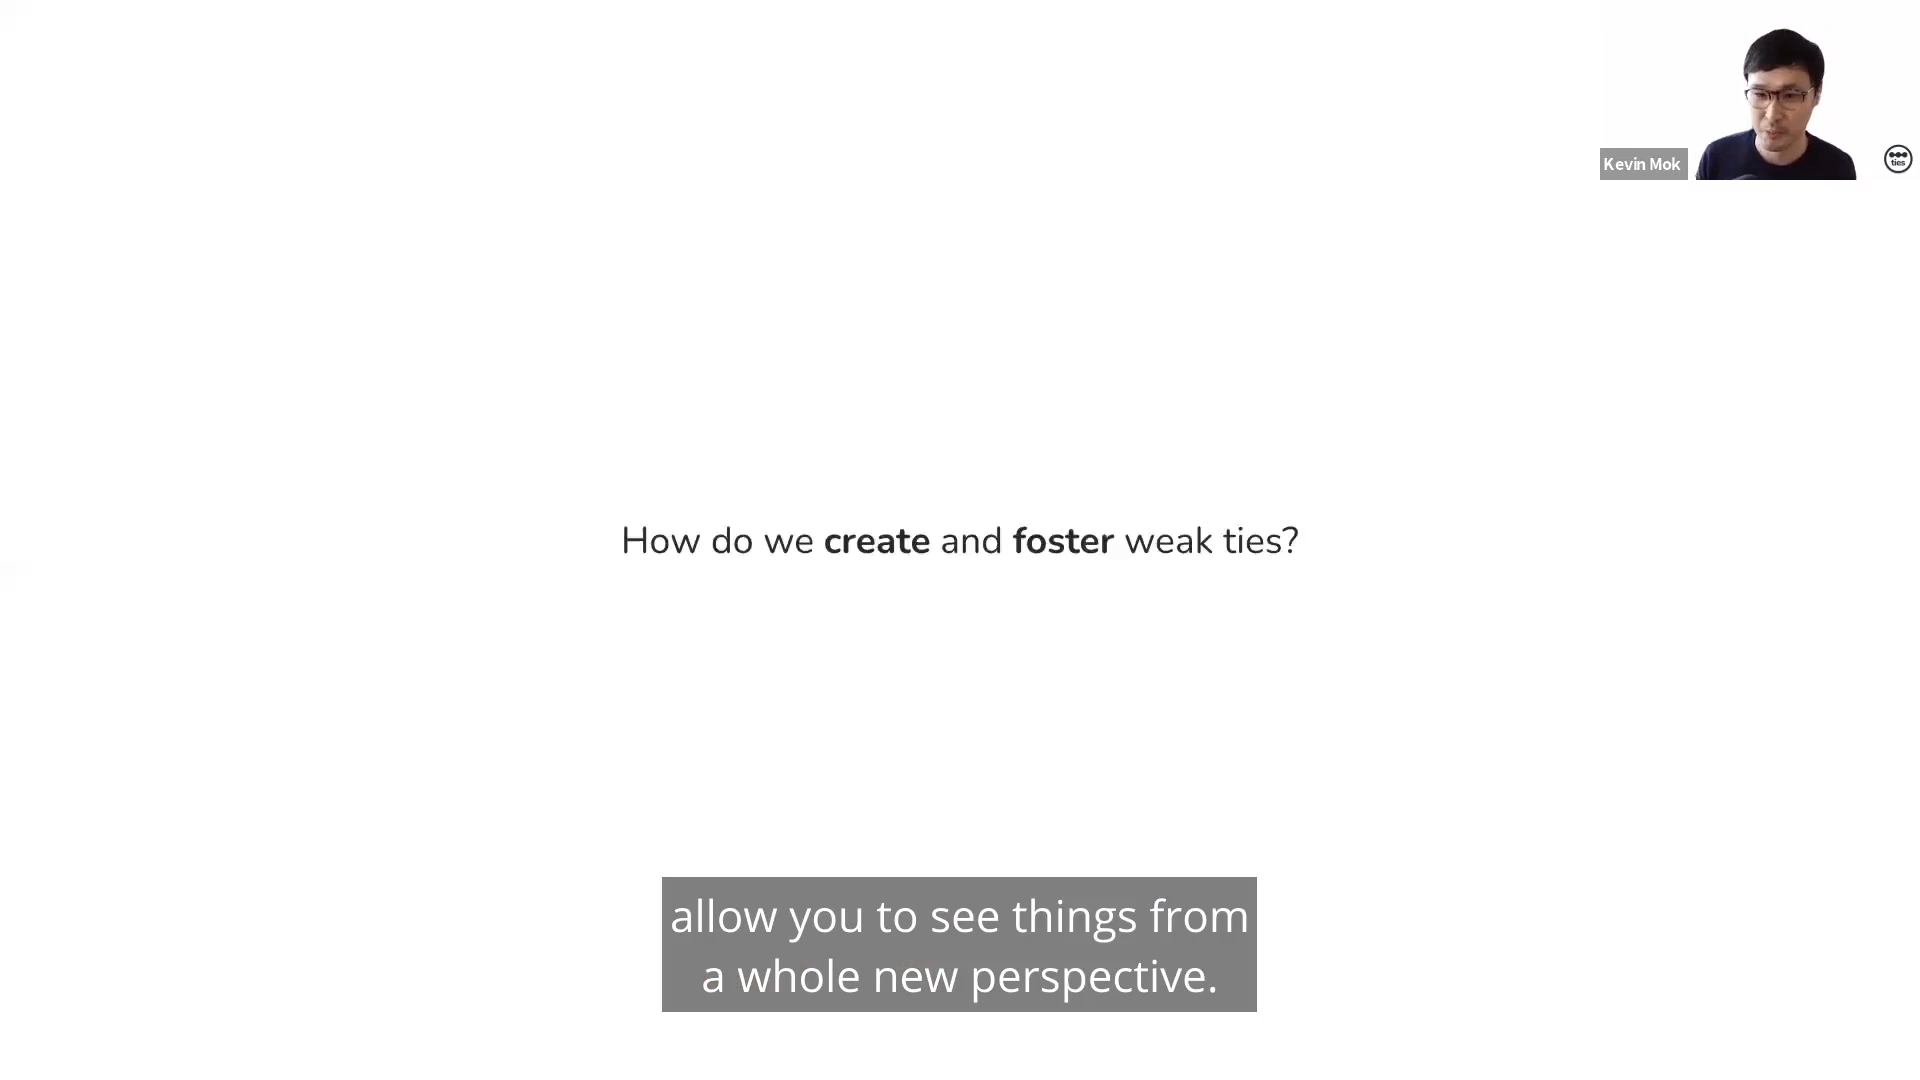 Kevin Mok
ties
How do we create and foster weak ties?
allow you to see things from
a whole new perspective.